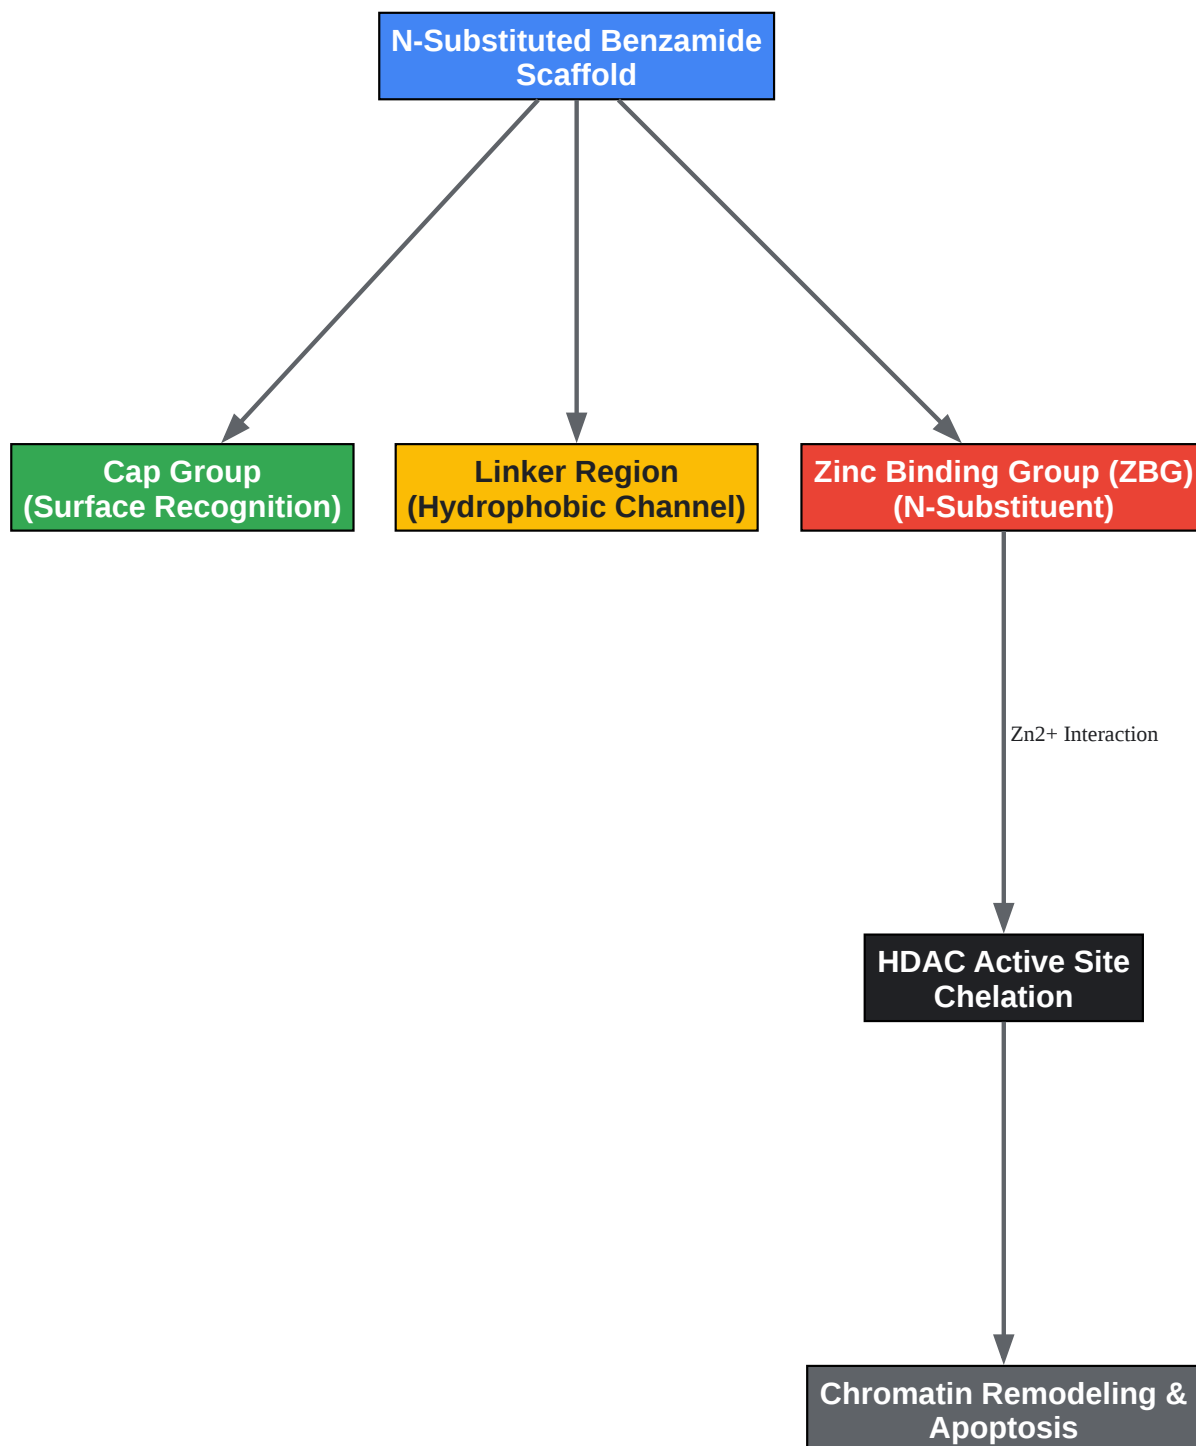 N-Substituted Benzamide
Scaffold
Cap Group
(Surface Recognition)
Linker Region
(Hydrophobic Channel)
Zinc Binding Group (ZBG)
(N-Substituent)
Zn2+ Interaction
HDAC Active Site
Chelation
Chromatin Remodeling &
Apoptosis